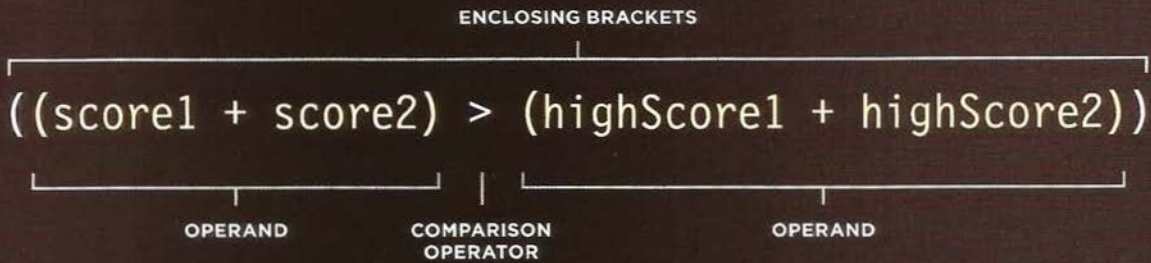 ENCLOSING BRACKETS
((score1 + score2) > (highScore1 + highScore2))
OPERAND
COMPARISON
OPERATOR
OPERAND